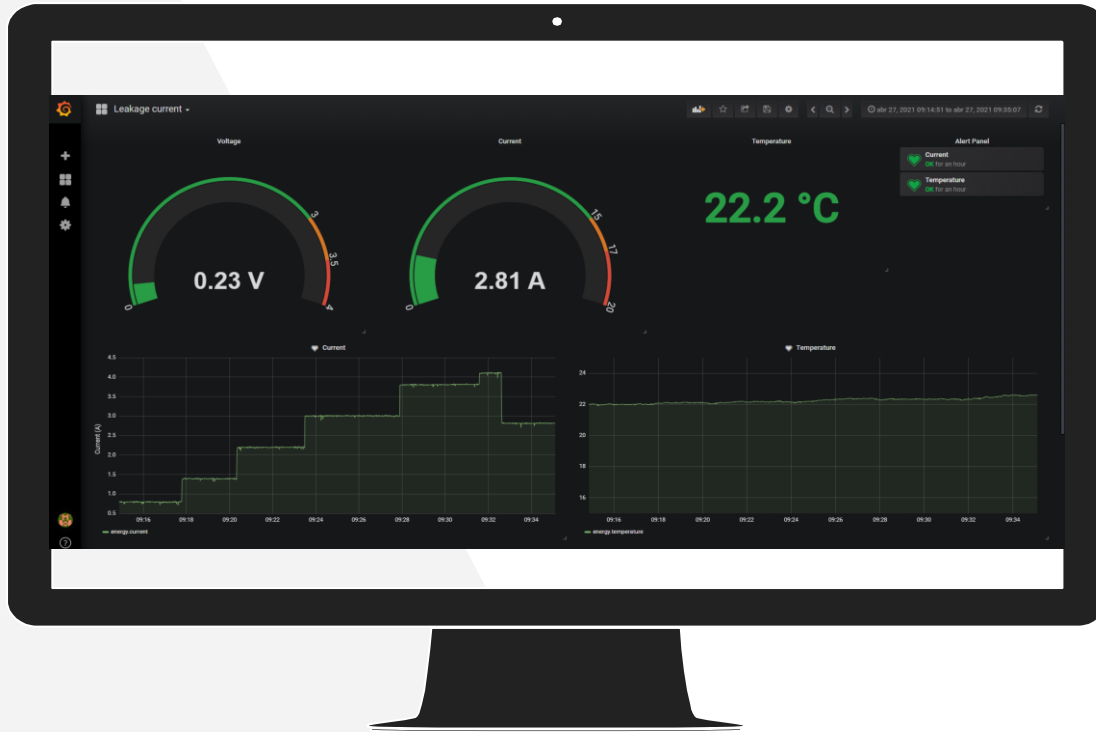 Leakage current
abr 27, 2021 09:14:51 to abr 27, 2021 09:35:07
Voltage
0
3
3.5
4
0.23 V
Current
0
15
17
20
2.81 A
Temperature
22.2 °C
Alert Panel
Current
OK for an hour
Temperature
OK for an hour
Current
Current (A)
4.5
4.0
3.5
3.0
2.5
2.0
1.5
1.0
0.5
09:16 09:18 09:20 09:22 09:24 09:26 09:28 09:30 09:32 09:34
energy.current
Temperature
24
22
20
18
16
09:16 09:18 09:20 09:22 09:24 09:26 09:28 09:30 09:32 09:34
energy.temperature